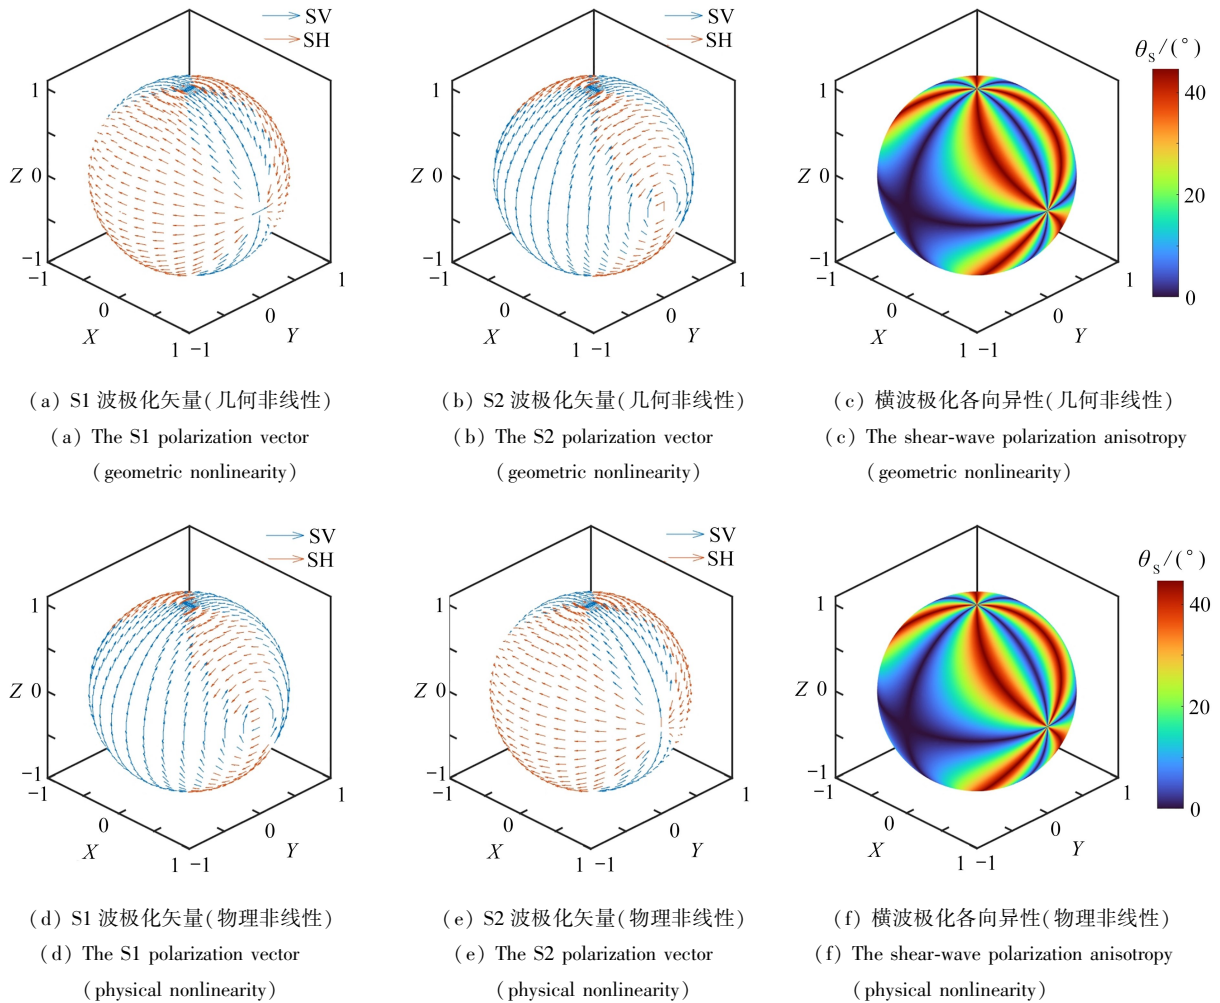 SV
SH
1
Z 0
−1
−1
0
X
1
−1
0
Y
1
SV
SH
1
Z 0
−1
−1
0
X
1
−1
0
Y
1
θS/(°)
40
20
0
1
Z 0
−1
−1
0
X
1
−1
0
Y
1
(a) S1 波极化矢量(几何非线性)
(a) The S1 polarization vector
(geometric nonlinearity)
(b) S2 波极化矢量(几何非线性)
(b) The S2 polarization vector
(geometric nonlinearity)
(c) 横波极化各向异性(几何非线性)
(c) The shear-wave polarization anisotropy
(geometric nonlinearity)
SV
SH
1
Z 0
−1
−1
0
X
1
−1
0
Y
1
SV
SH
1
Z 0
−1
−1
0
X
1
−1
0
Y
1
θS/(°)
40
20
0
1
Z 0
−1
−1
0
X
1
−1
0
Y
1
(d) S1 波极化矢量(物理非线性)
(d) The S1 polarization vector
(physical nonlinearity)
(e) S2 波极化矢量(物理非线性)
(e) The S2 polarization vector
(physical nonlinearity)
(f) 横波极化各向异性(物理非线性)
(f) The shear-wave polarization anisotropy
(physical nonlinearity)